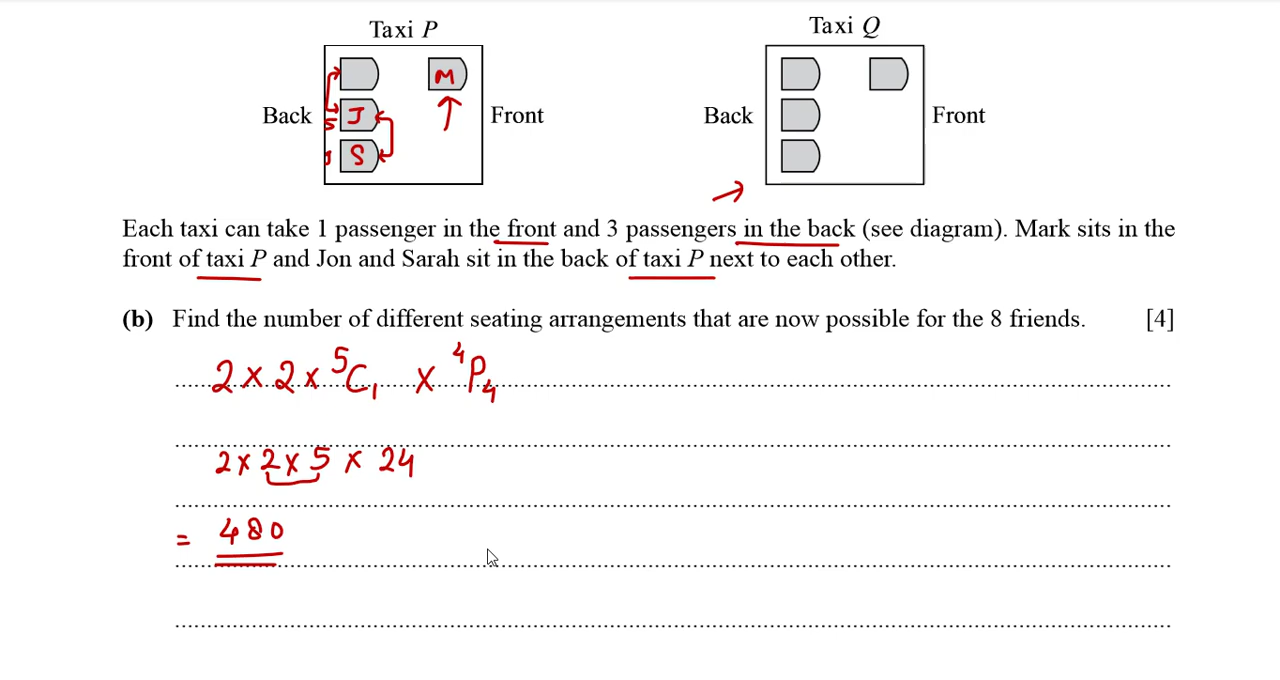 Taxi P
Taxi Q
M
Back
5
J
Front
Back
Front
S
Each taxi can take 1 passenger in the front and 3 passengers in the back (see diagram). Mark sits in the
front of taxi P and Jon and Sarah sit in the back of taxi P next to each other.
(b) Find the number of different seating arrangements that are now possible for the 8 friends. [4]
2 × 2 × ⁵C₁ × ⁴P₄
2 × 2 × 5 × 24
= 480